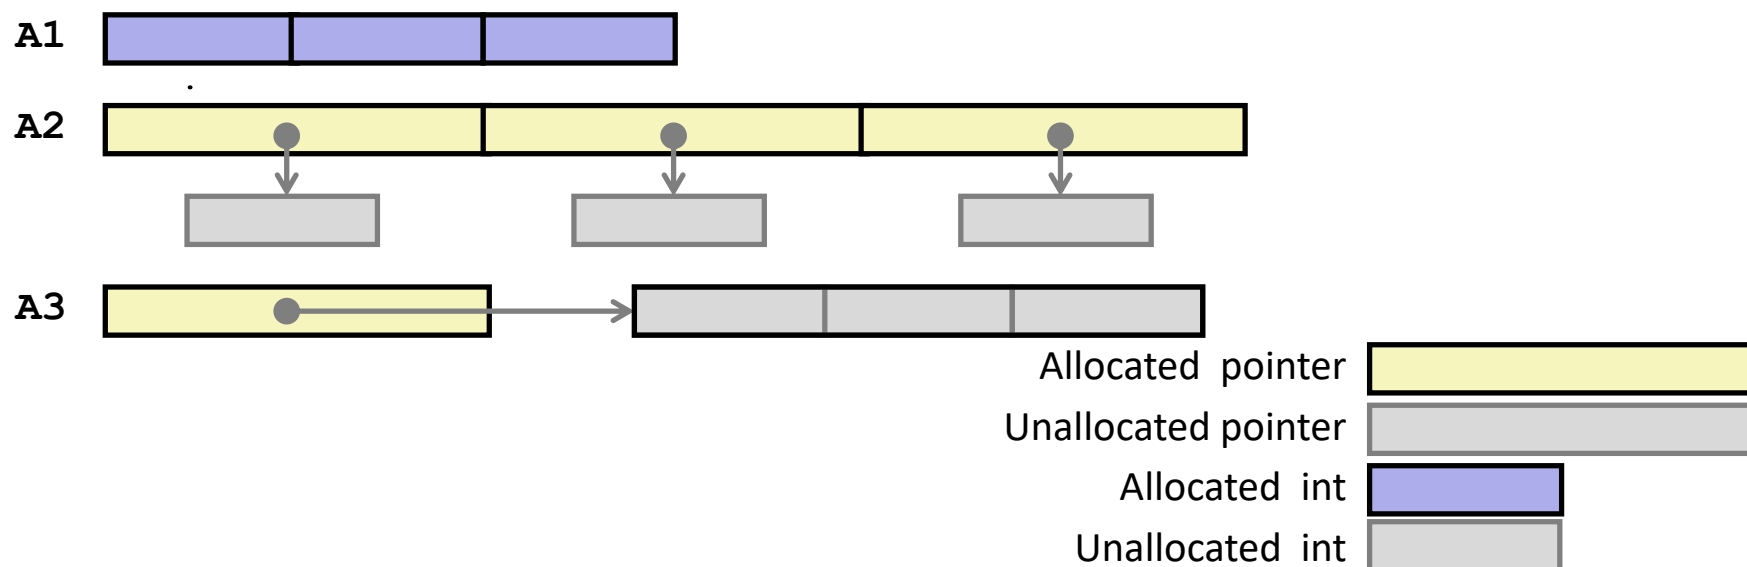 A1
A2
A3
Allocated pointer
Unallocated pointer
Allocated int
Unallocated int